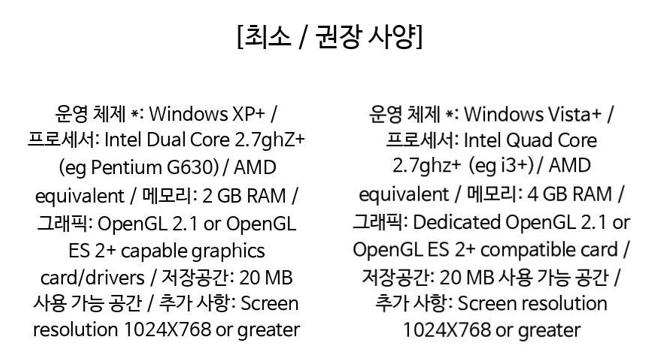 [최소 / 권장 사양]
운영 체제 *: Windows XP+ /
프로세서: Intel Dual Core 2.7ghZ+
(eg Pentium G630) / AMD
equivalent / 메모리: 2 GB RAM /
그래픽: OpenGL 2.1 or OpenGL
ES 2+ capable graphics
card/drivers / 저장공간: 20 MB
사용 가능 공간 / 추가 사항: Screen
resolution 1024X768 or greater
운영 체제 *: Windows Vista+ /
프로세서: Intel Quad Core
2.7ghz+ (eg i3+) / AMD
equivalent / 메모리: 4 GB RAM /
그래픽: Dedicated OpenGL 2.1 or
OpenGL ES 2+ compatible card /
저장공간: 20 MB 사용 가능 공간 /
추가 사항: Screen resolution
1024X768 or greater